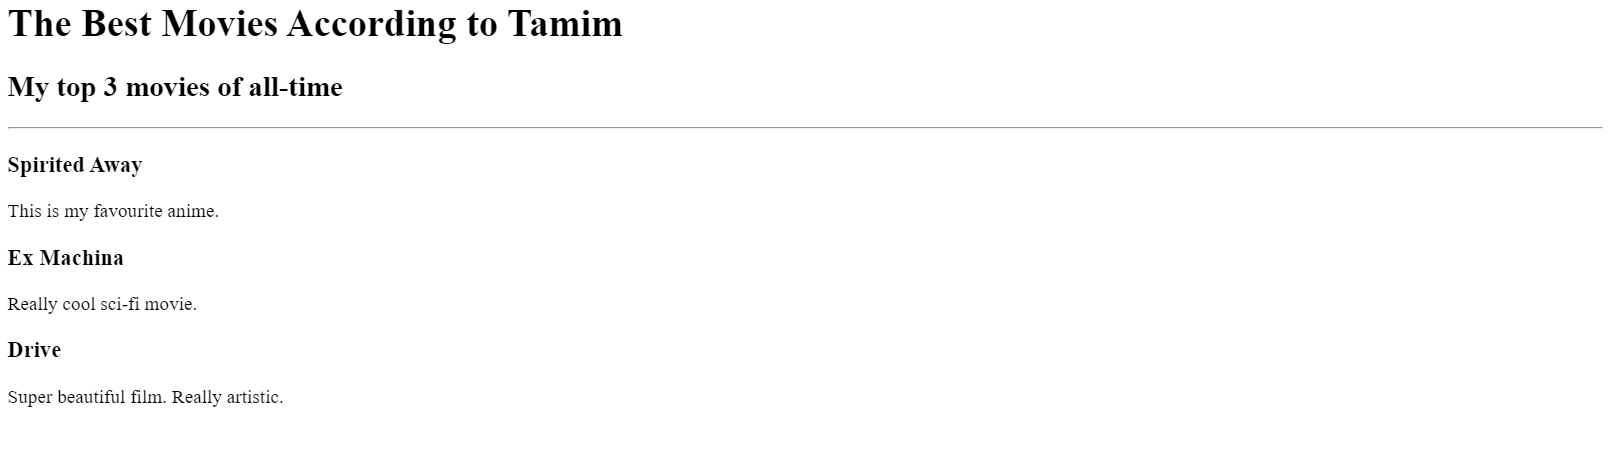 The Best Movies According to Tamim
My top 3 movies of all-time
Spirited Away
This is my favourite anime.
Ex Machina
Really cool sci-fi movie.
Drive
Super beautiful film. Really artistic.